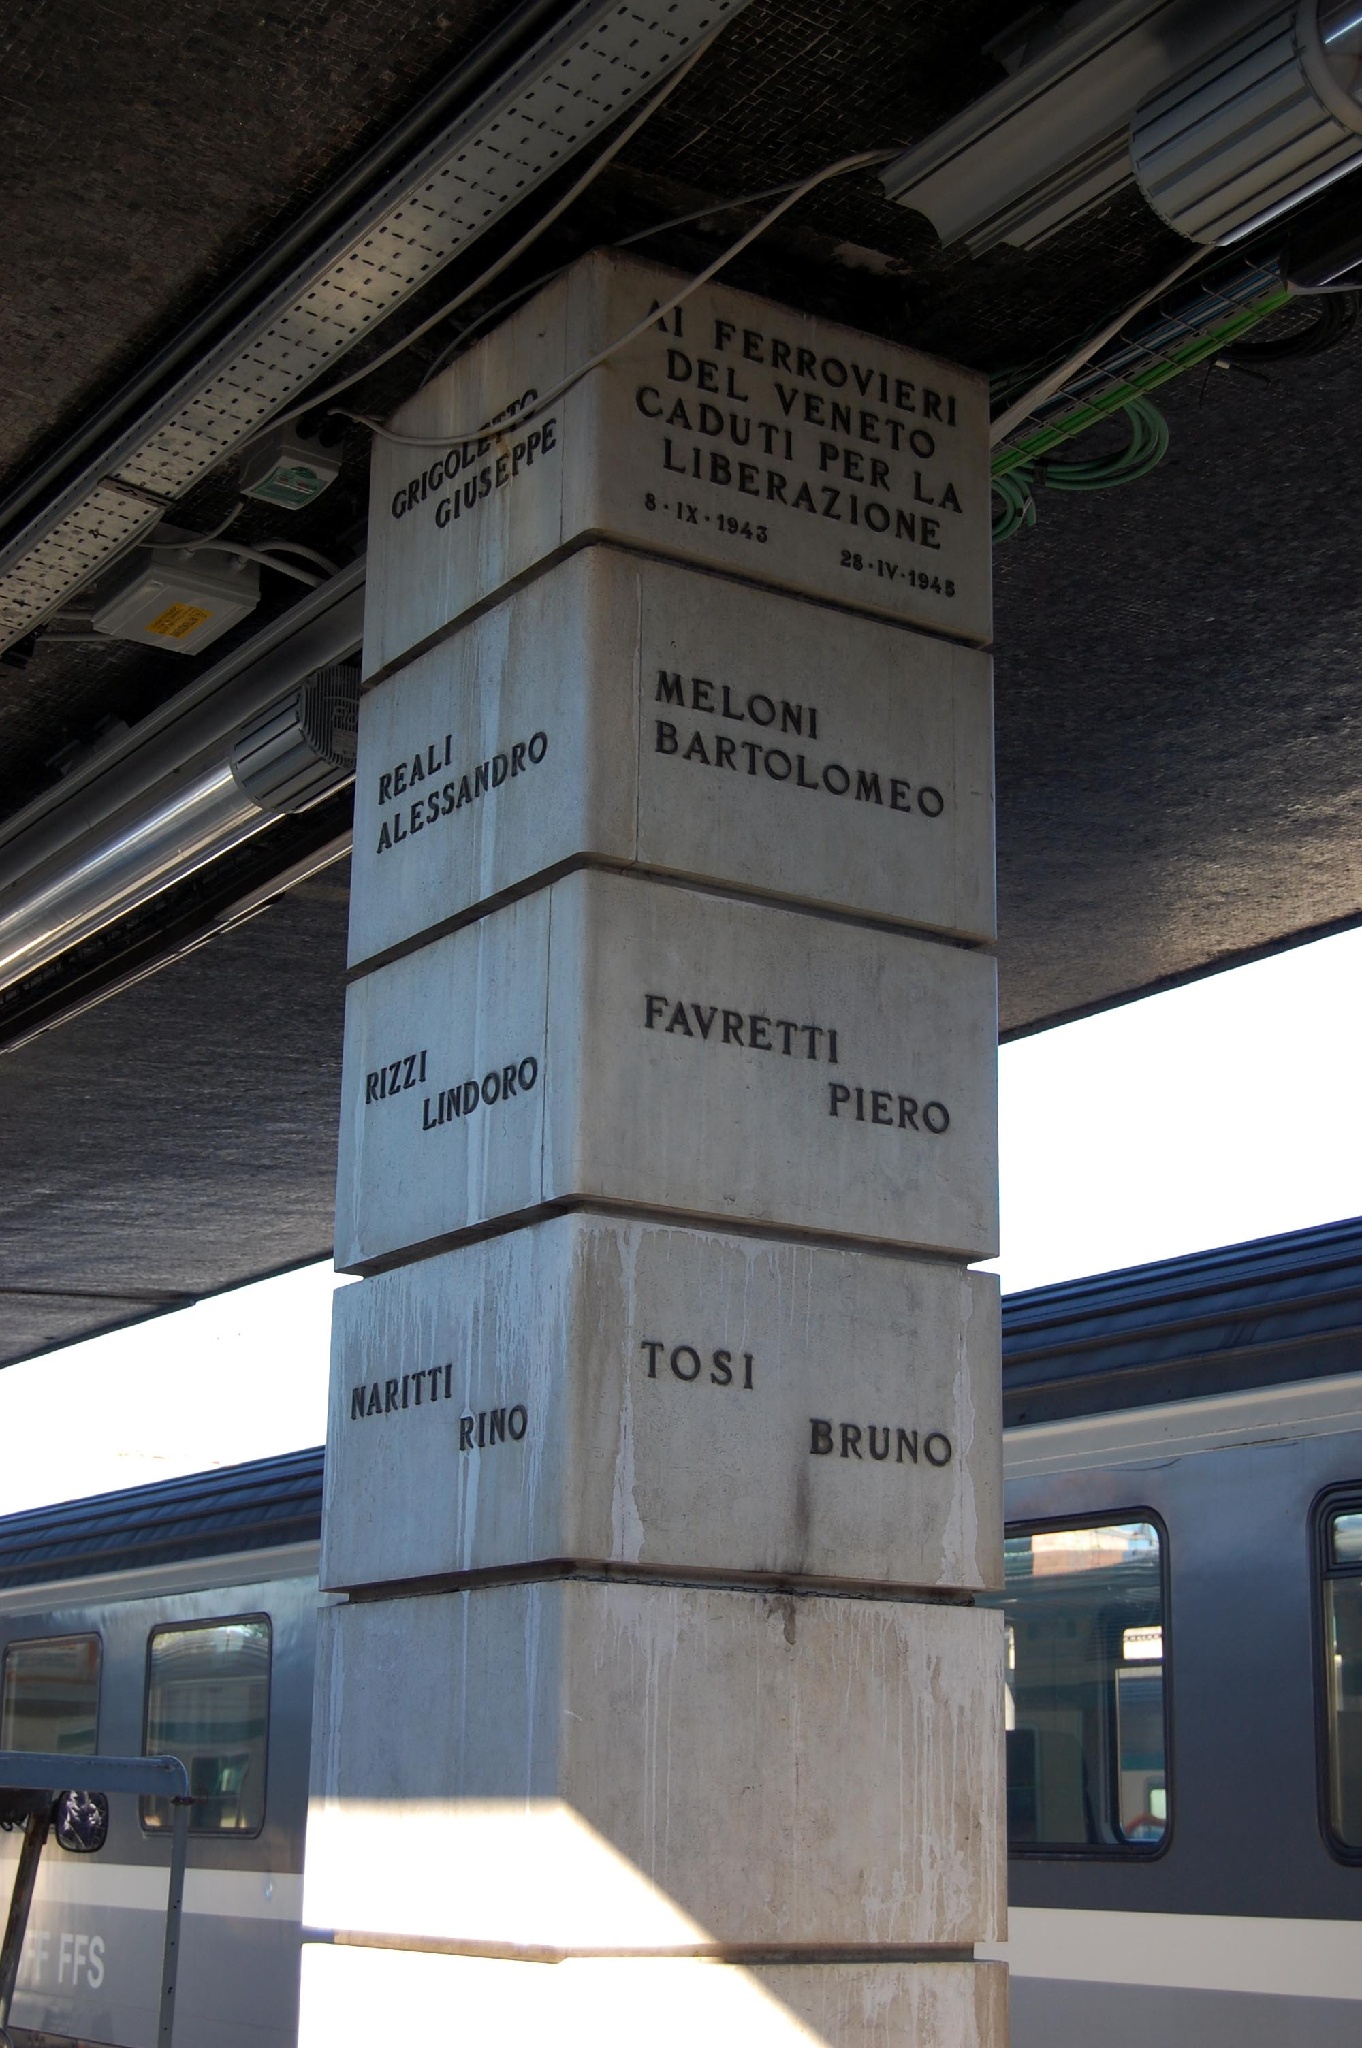 GRIGOLETTO
GIUSEPPE
REALI
ALESSANDRO
RIZZI
LINDORO
NARITTI
RINO
AI FERROVIERI
DEL VENETO
CADUTI PER LA
LIBERAZIONE
8·IX·1943
28·IV·1945
MELONI
BARTOLOMEO
FAVRETTI
PIERO
TOSI
BRUNO
FFS